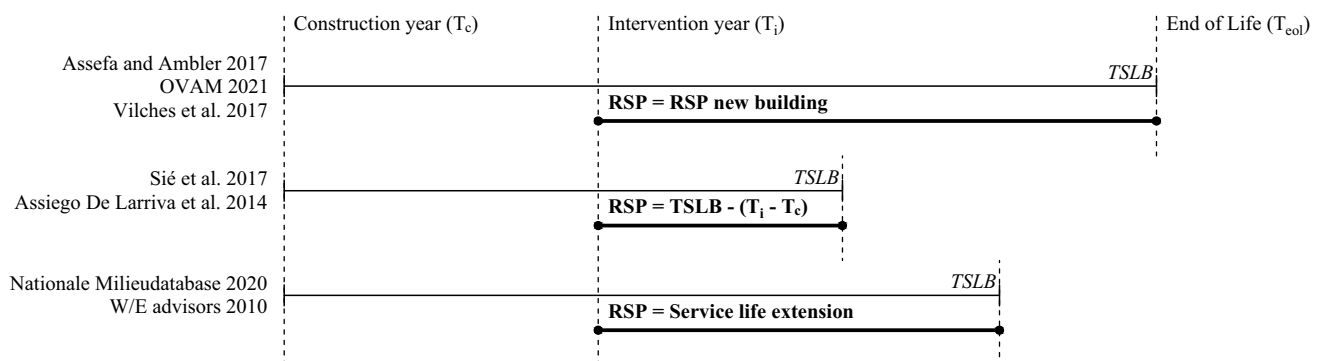 Construction year (Tc)
Intervention year (Ti)
End of Life (Teol)
Assefa and Ambler 2017
OVAM 2021
Vilches et al. 2017
TSLB
RSP = RSP new building
Sié et al. 2017
Assiego De Larriva et al. 2014
TSLB
RSP = TSLB - (Ti - Tc)
Nationale Milieudatabase 2020
W/E advisors 2010
TSLB
RSP = Service life extension